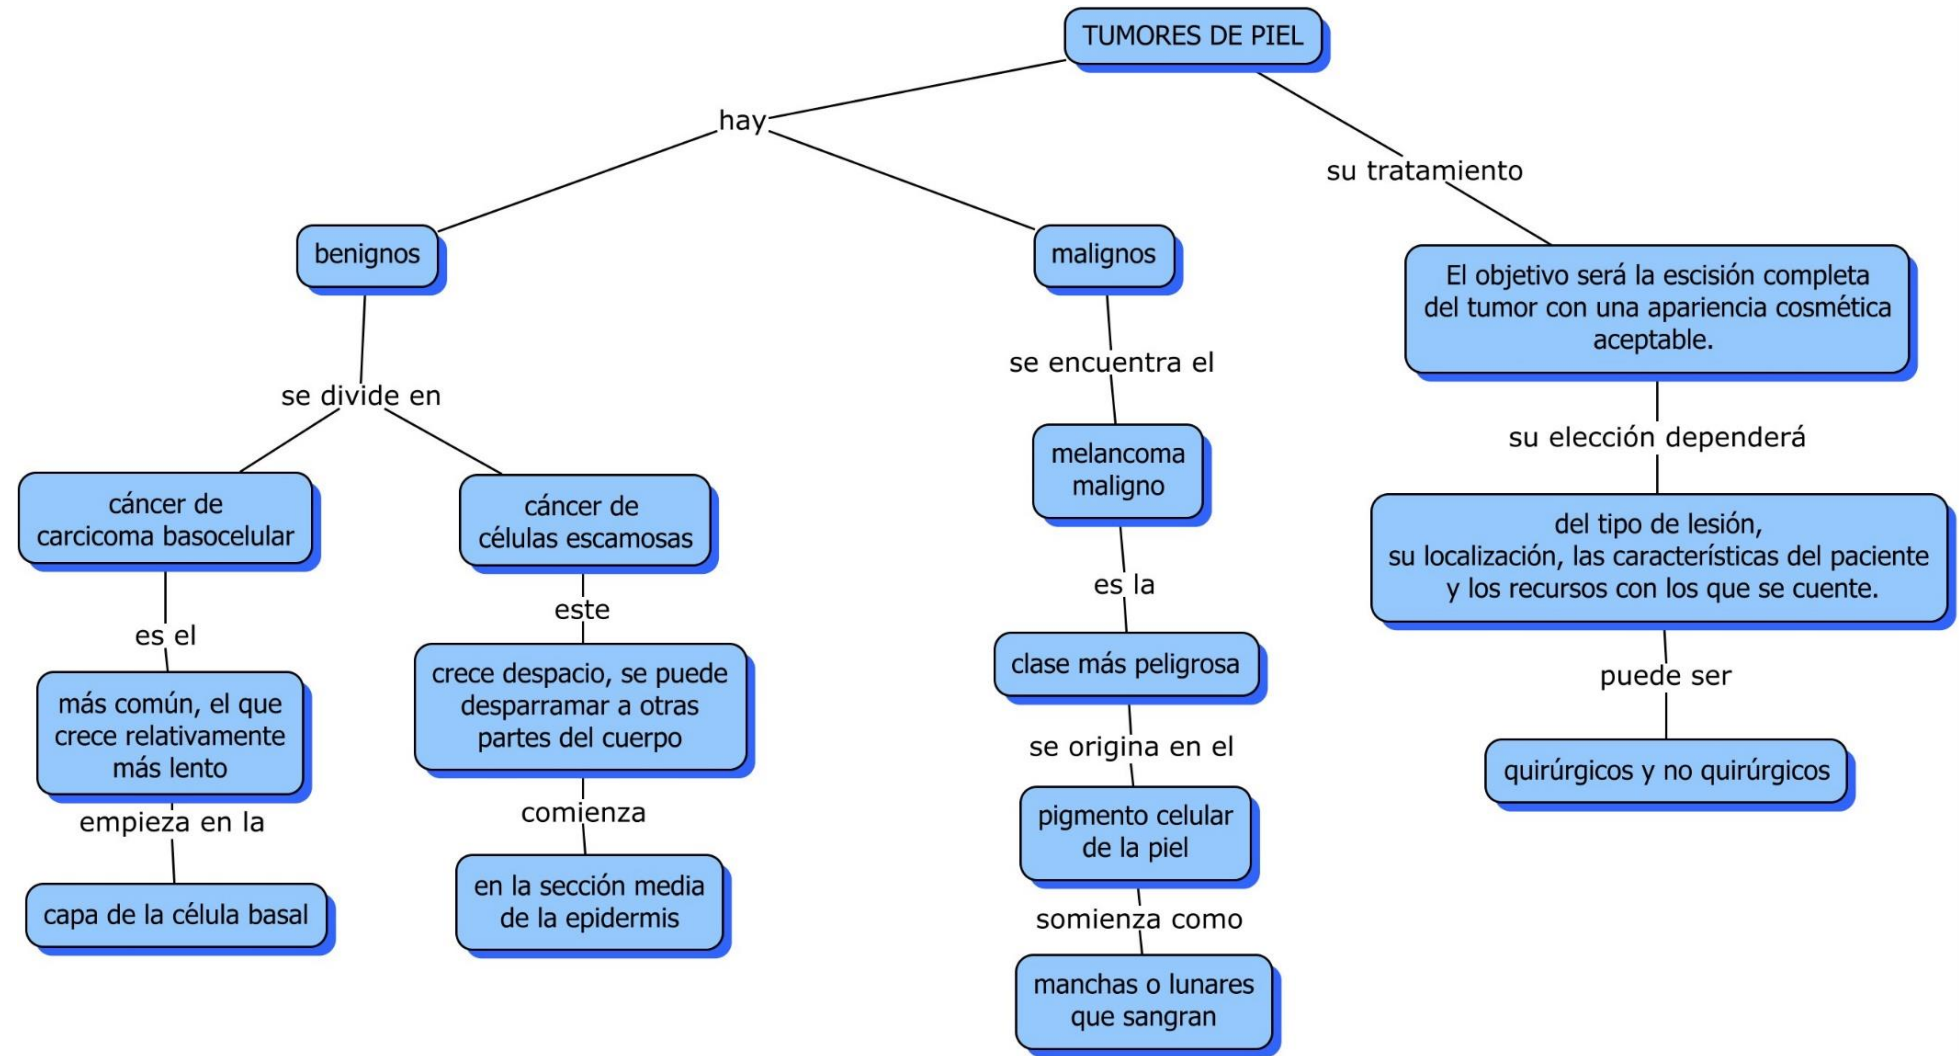 TUMORES DE PIEL
hay
su tratamiento
benignos
malignos
El objetivo será la escisión completa
del tumor con una apariencia cosmética
aceptable.
se divide en
se encuentra el
su elección dependerá
cáncer de
carcicoma basocelular
cáncer de
células escamosas
melancoma
maligno
del tipo de lesión,
su localización, las características del paciente
y los recursos con los que se cuente.
es el
este
es la
puede ser
más común, el que
crece relativamente
más lento
crece despacio, se puede
desparramar a otras
partes del cuerpo
clase más peligrosa
quirúrgicos y no quirúrgicos
empieza en la
comienza
se origina en el
capa de la célula basal
en la sección media
de la epidermis
pigmento celular
de la piel
somienza como
manchas o lunares
que sangran